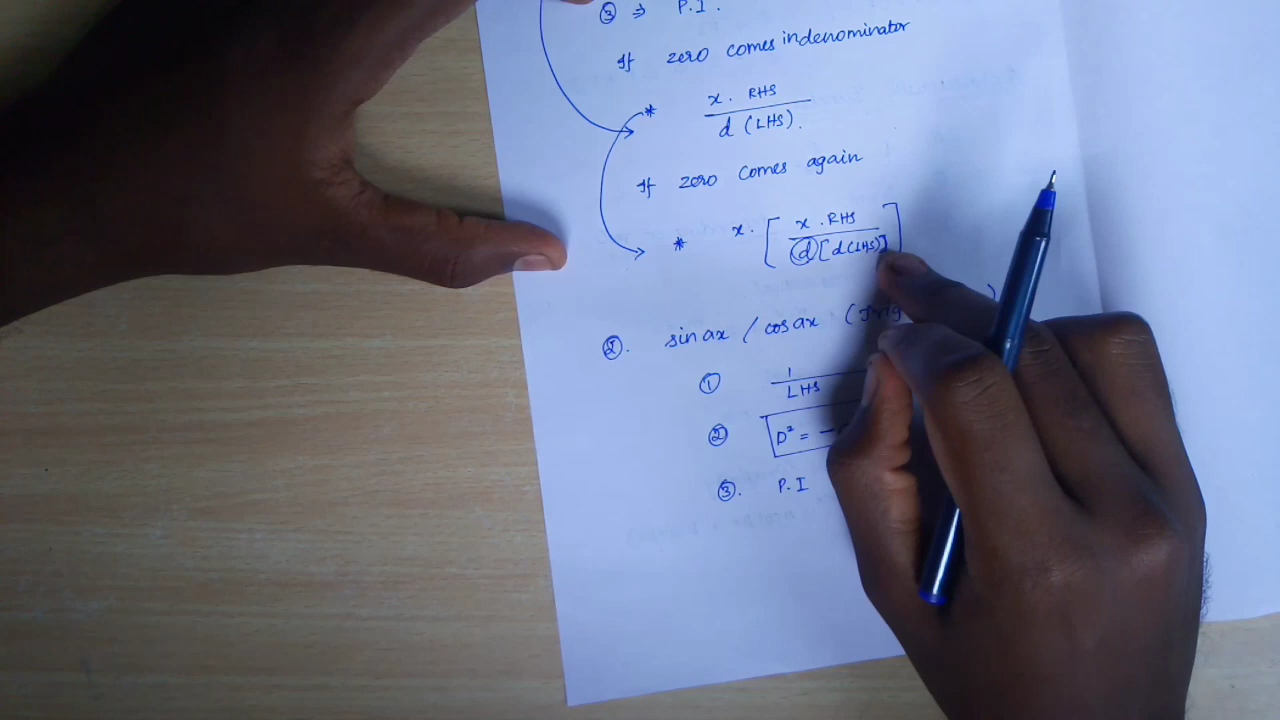 ③ ⇒ P.I.
If zero comes indenominator
* x. RHS / d (LHS).
If zero comes again
* x. [ x . RHS / d [d(LHS)] ]
②. sin ax / cos ax (
① 1 / LHS
② D² = -
③. P.I